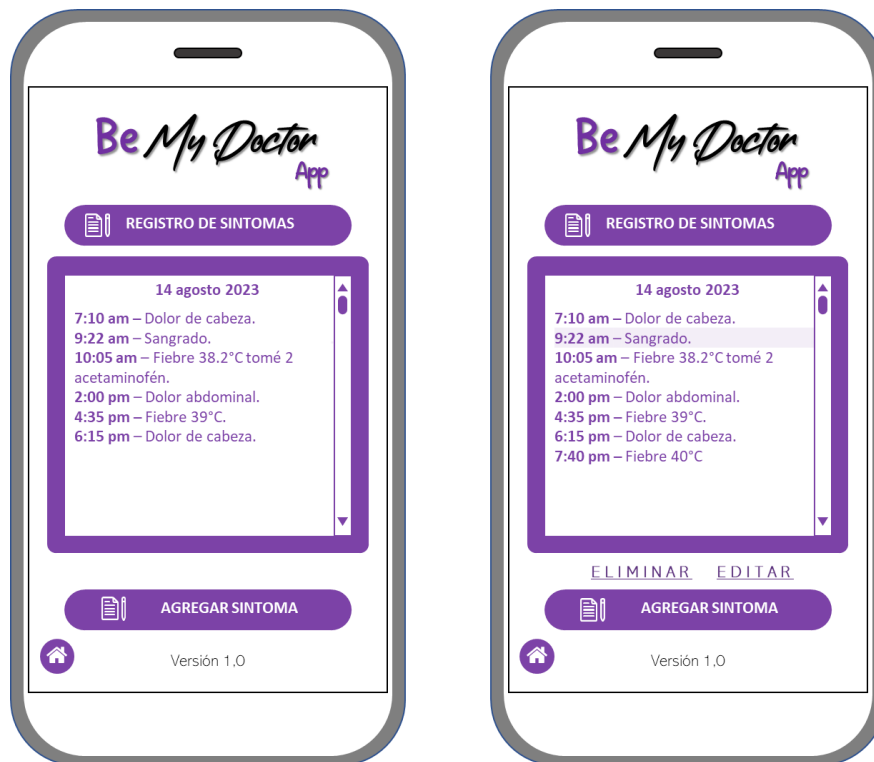 Be My Doctor
App
REGISTRO DE SINTOMAS
14 agosto 2023
7:10 am – Dolor de cabeza.
9:22 am – Sangrado.
10:05 am – Fiebre 38.2°C tomé 2
acetaminofén.
2:00 pm – Dolor abdominal.
4:35 pm – Fiebre 39°C.
6:15 pm – Dolor de cabeza.
AGREGAR SINTOMA
Versión 1.0
Be My Doctor
App
REGISTRO DE SINTOMAS
14 agosto 2023
7:10 am – Dolor de cabeza.
9:22 am – Sangrado.
10:05 am – Fiebre 38.2°C tomé 2
acetaminofén.
2:00 pm – Dolor abdominal.
4:35 pm – Fiebre 39°C.
6:15 pm – Dolor de cabeza.
7:40 pm – Fiebre 40°C
ELIMINAR EDITAR
AGREGAR SINTOMA
Versión 1.0